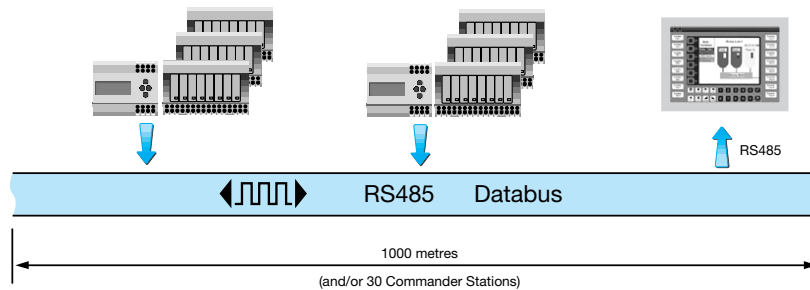 RS485
RS485 Databus
1000 metres
(and/or 30 Commander Stations)